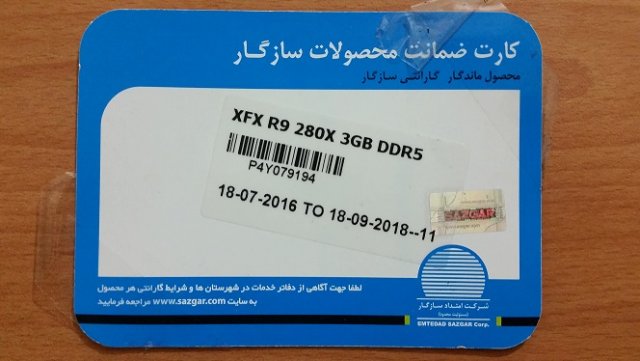 کارت ضمانت محصولات سازگار
محصول ماندگار گارانتی سازگار
XFX R9 280X 3GB DDR5
P4Y079194
18-07-2016 TO 18-09-2018--11
SAZGAR
لطفا جهت آگاهی از دفاتر خدمات در شهرستان ها و شرایط گارانتی هر محصول
به سایت www.sazgar.com مراجعه فرمایید
شرکت امتداد سازگار
(مسئولیت محدود)
EMTEDAD SAZGAR Corp.